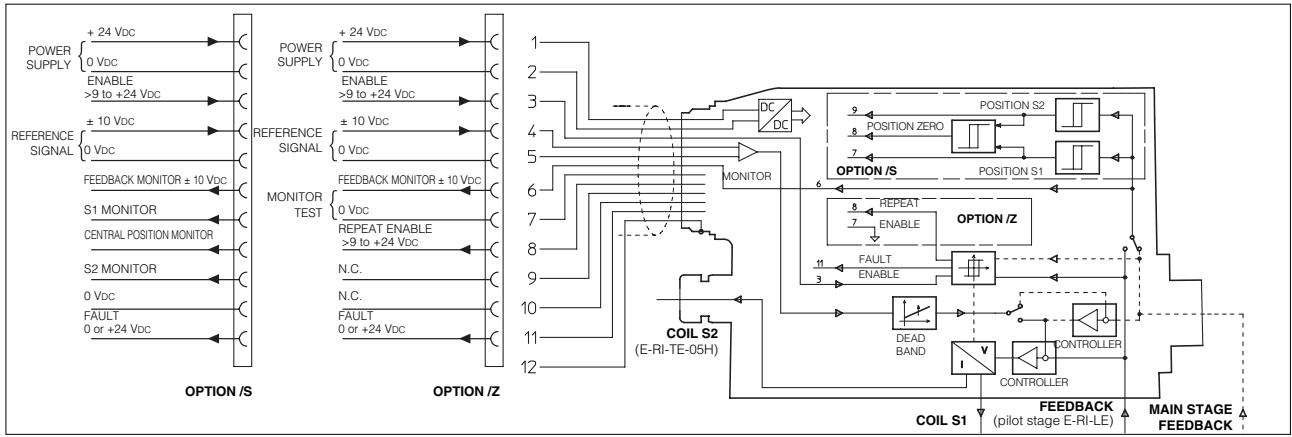 + 24 VDC
POWER SUPPLY
0 VDC
ENABLE
>9 to +24 VDC
± 10 VDC
REFERENCE SIGNAL
0 VDC
FEEDBACK MONITOR ± 10 VDC
S1 MONITOR
CENTRAL POSITION MONITOR
S2 MONITOR
0 VDC
FAULT
0 or +24 VDC
OPTION /S
+ 24 VDC
POWER SUPPLY
0 VDC
ENABLE
>9 to +24 VDC
± 10 VDC
REFERENCE SIGNAL
0 VDC
FEEDBACK MONITOR ± 10 VDC
MONITOR TEST
0 VDC
REPEAT ENABLE
>9 to +24 VDC
N.C.
N.C.
FAULT
0 or +24 VDC
OPTION /Z
1
2
3
4
5
6
7
8
9
10
11
12
DC
DC
MONITOR
9
POSITION S2
8
POSITION ZERO
7
POSITION S1
OPTION /S
6
8
REPEAT
7
ENABLE
OPTION /Z
11
FAULT
ENABLE
3
COIL S2
(E-RI-TE-05H)
DEAD BAND
CONTROLLER
V
I
CONTROLLER
COIL S1
FEEDBACK
(pilot stage E-RI-LE)
MAIN STAGE
FEEDBACK